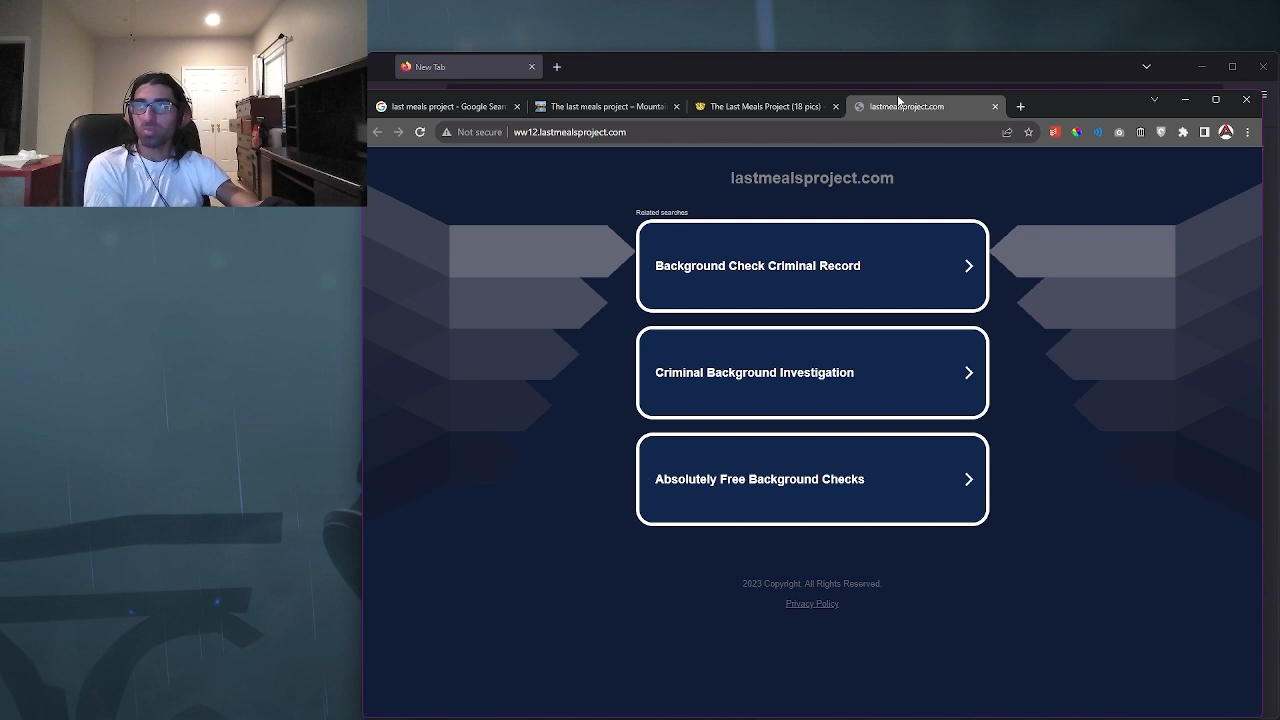 New Tab
last meals project - Google Sear
The last meals project – Mountai
The Last Meals Project (18 pics)
lastmealsproject.com
Not secure
ww12.lastmealsproject.com
lastmealsproject.com
Related searches
Background Check Criminal Record
Criminal Background Investigation
Absolutely Free Background Checks
2023 Copyright. All Rights Reserved.
Privacy Policy